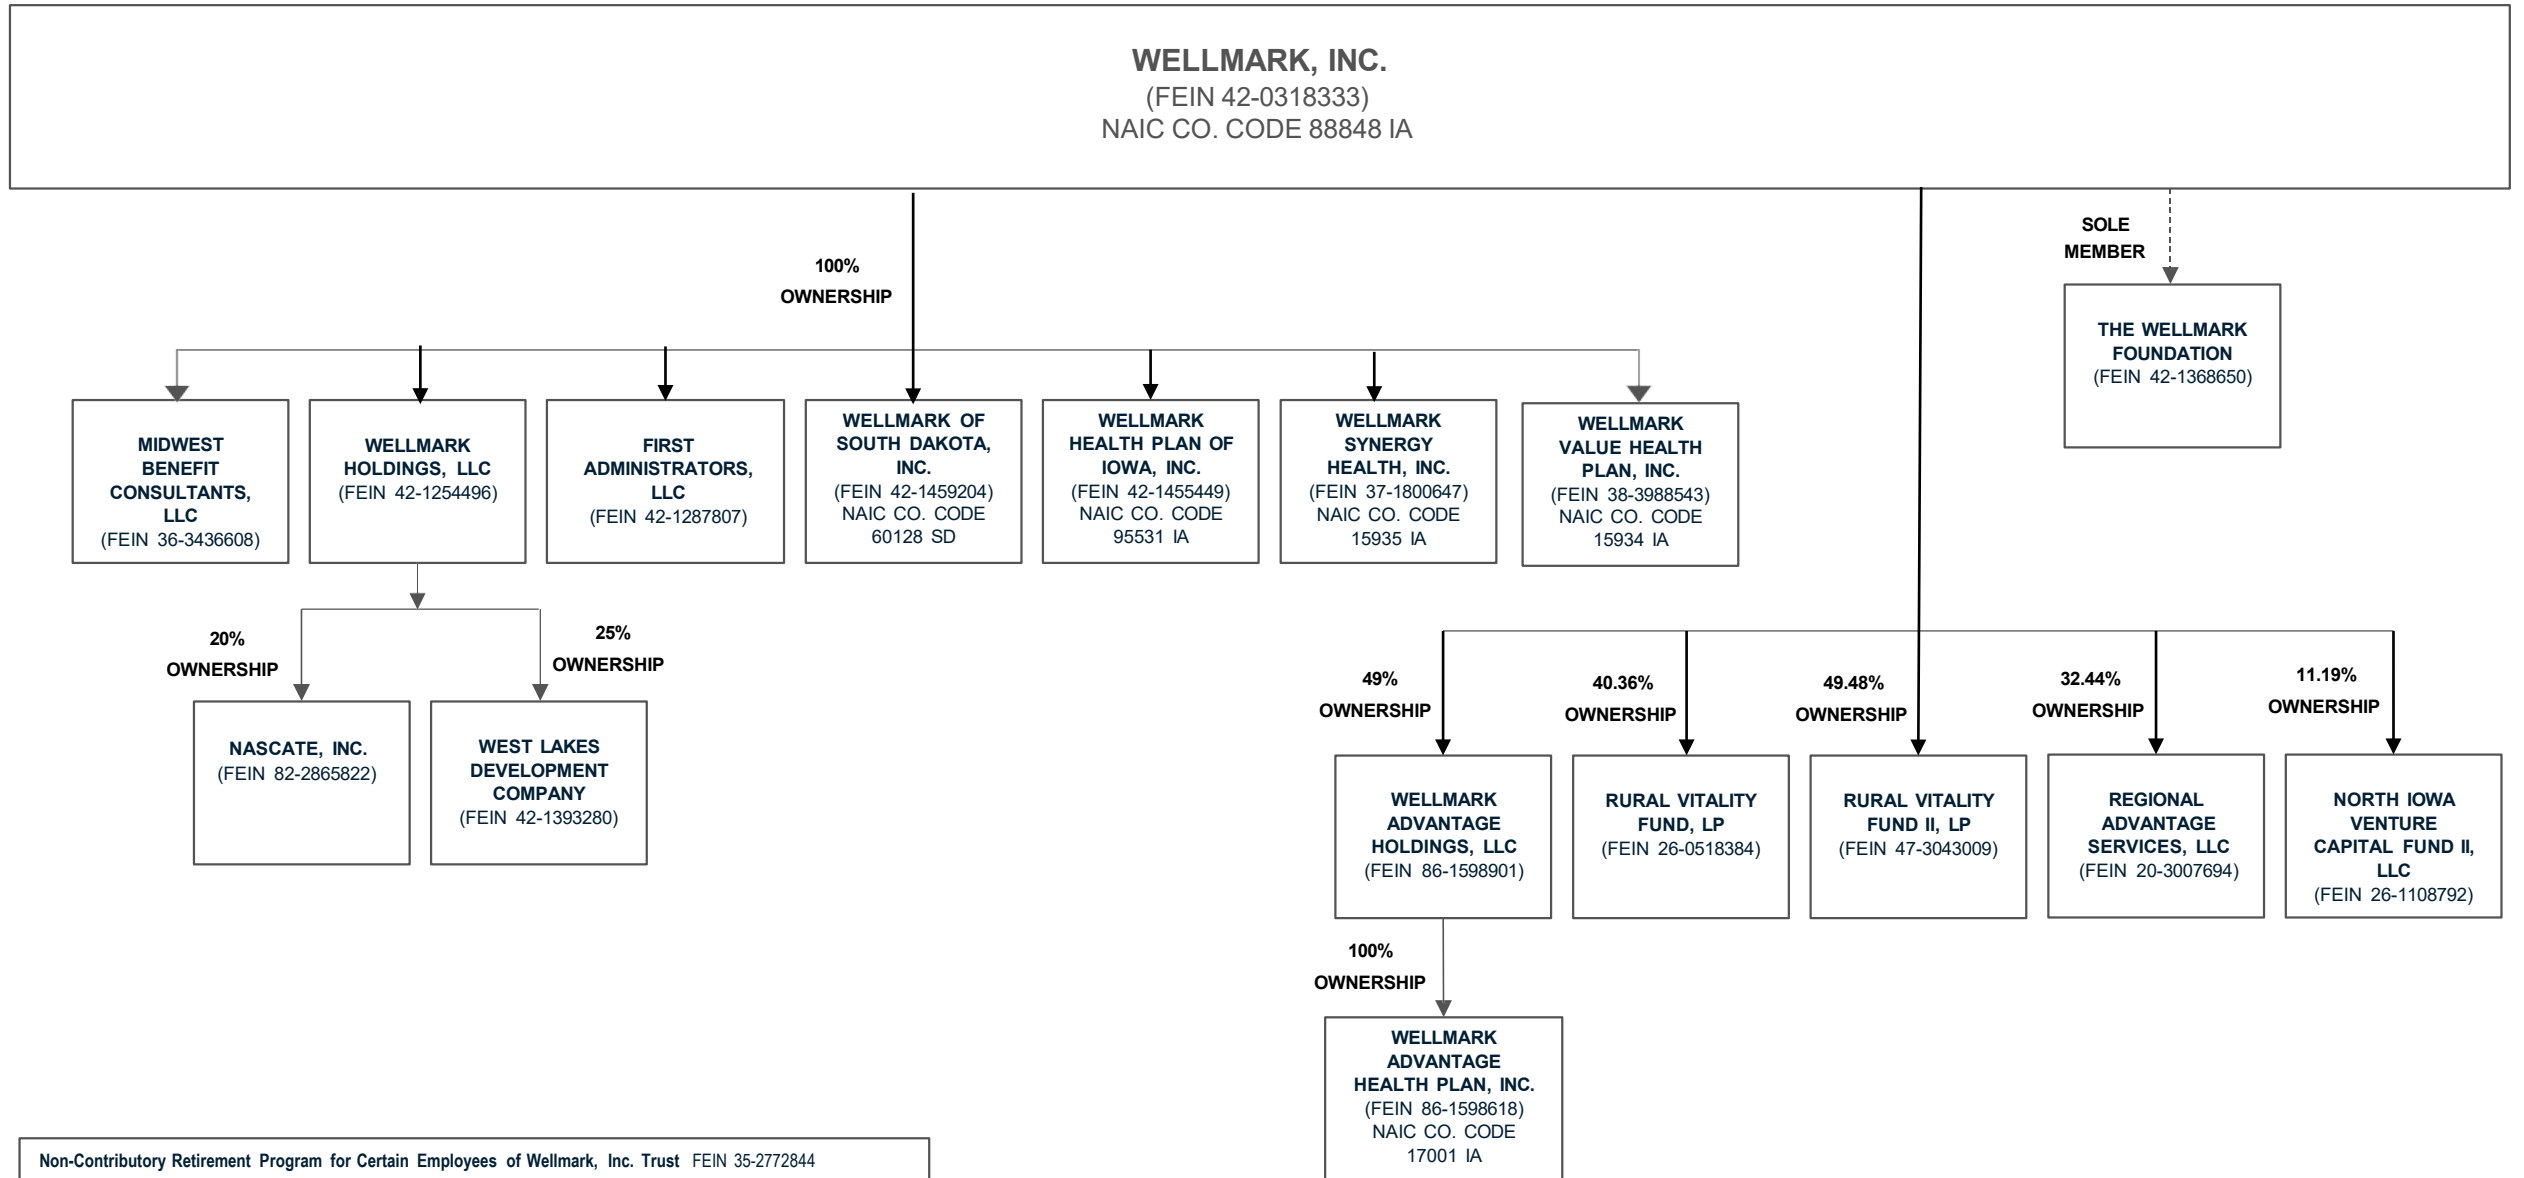 WELLMARK, INC.
(FEIN 42-0318333)
NAIC CO. CODE 88848 IA
SOLE
MEMBER
100%
OWNERSHIP
THE WELLMARK
FOUNDATION
(FEIN 42-1368650)
MIDWEST
BENEFIT
CONSULTANTS,
LLC
(FEIN 36-3436608)
WELLMARK
HOLDINGS, LLC
(FEIN 42-1254496)
FIRST
ADMINISTRATORS,
LLC
(FEIN 42-1287807)
WELLMARK OF
SOUTH DAKOTA,
INC.
(FEIN 42-1459204)
NAIC CO. CODE
60128 SD
WELLMARK
HEALTH PLAN OF
IOWA, INC.
(FEIN 42-1455449)
NAIC CO. CODE
95531 IA
WELLMARK
SYNERGY
HEALTH, INC.
(FEIN 37-1800647)
NAIC CO. CODE
15935 IA
WELLMARK
VALUE HEALTH
PLAN, INC.
(FEIN 38-3988543)
NAIC CO. CODE
15934 IA
20%
OWNERSHIP
25%
OWNERSHIP
NASCATE, INC.
(FEIN 82-2865822)
WEST LAKES
DEVELOPMENT
COMPANY
(FEIN 42-1393280)
49%
OWNERSHIP
40.36%
OWNERSHIP
49.48%
OWNERSHIP
32.44%
OWNERSHIP
11.19%
OWNERSHIP
WELLMARK
ADVANTAGE
HOLDINGS, LLC
(FEIN 86-1598901)
RURAL VITALITY
FUND, LP
(FEIN 26-0518384)
RURAL VITALITY
FUND II, LP
(FEIN 47-3043009)
REGIONAL
ADVANTAGE
SERVICES, LLC
(FEIN 20-3007694)
NORTH IOWA
VENTURE
CAPITAL FUND II,
LLC
(FEIN 26-1108792)
100%
OWNERSHIP
WELLMARK
ADVANTAGE
HEALTH PLAN, INC.
(FEIN 86-1598618)
NAIC CO. CODE
17001 IA
Non-Contributory Retirement Program for Certain Employees of Wellmark, Inc. Trust FEIN 35-2772844